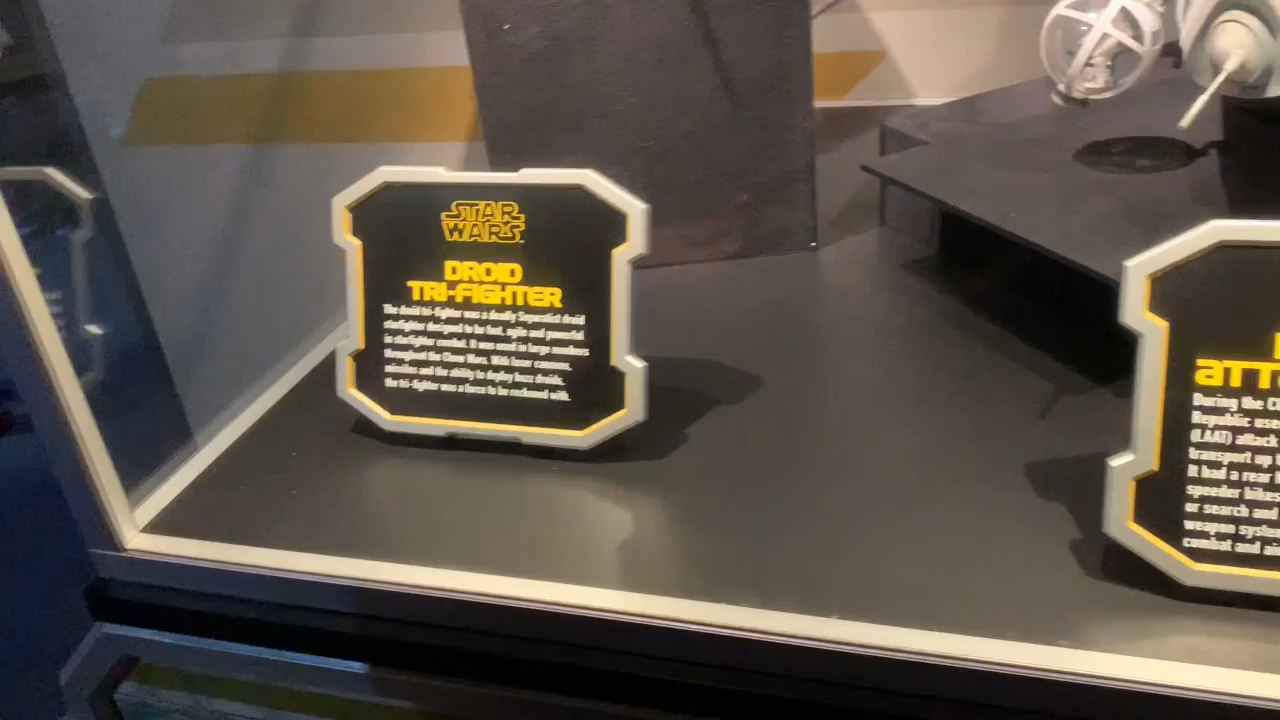 STAR
WARS
DROID
TRI-FIGHTER
The droid tri-fighter was a deadly Separatist droid
starfighter designed to be fast, agile and powerful
in starfighter combat. It was used in large numbers
throughout the Clone Wars. With laser cannons,
missiles and the ability to deploy buzz droids,
the tri-fighter was a force to be reckoned with.
ATT
During the C
Republic use
(LAAT) attack
transport up t
It had a rear
speeder bikes
or search and
weapon system
combat and ai